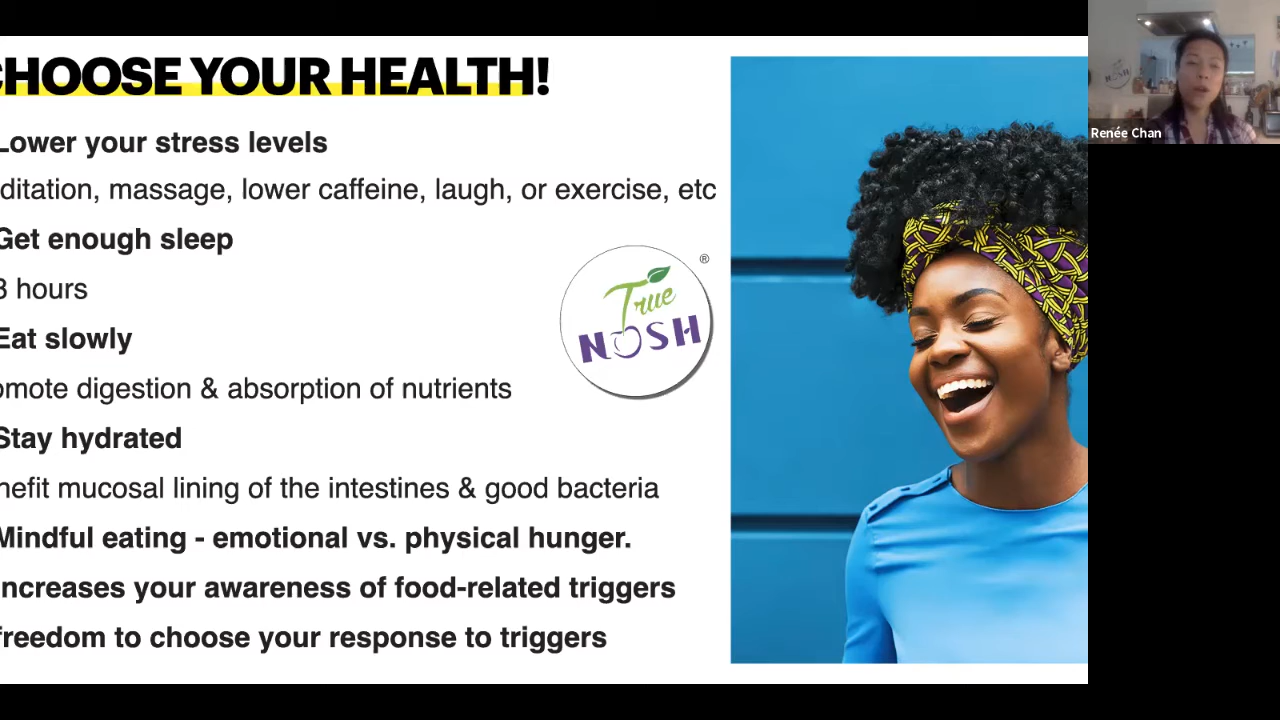 CHOOSE YOUR HEALTH!
Lower your stress levels
ditation, massage, lower caffeine, laugh, or exercise, etc
Get enough sleep
8 hours
Eat slowly
omote digestion & absorption of nutrients
Stay hydrated
nefit mucosal lining of the intestines & good bacteria
Mindful eating - emotional vs. physical hunger.
ncreases your awareness of food-related triggers
freedom to choose your response to triggers
True
NOSH
®
NOSH
Renée Chan